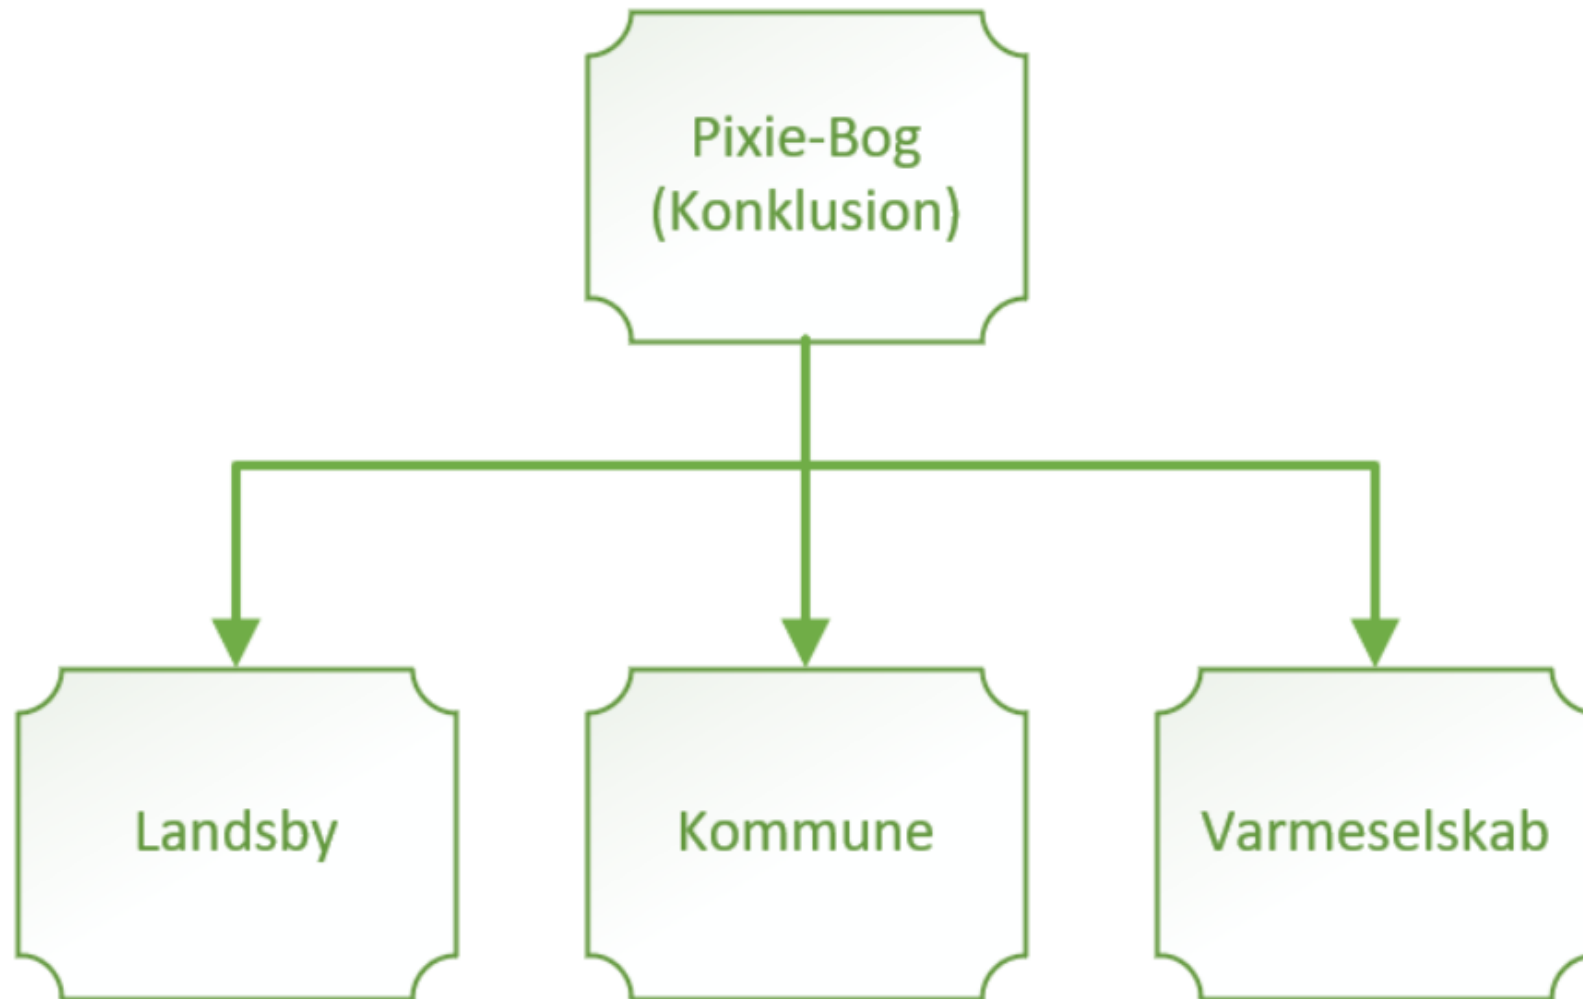 Pixie-Bog
(Konklusion)
Landsby
Kommune
Varmeselskab